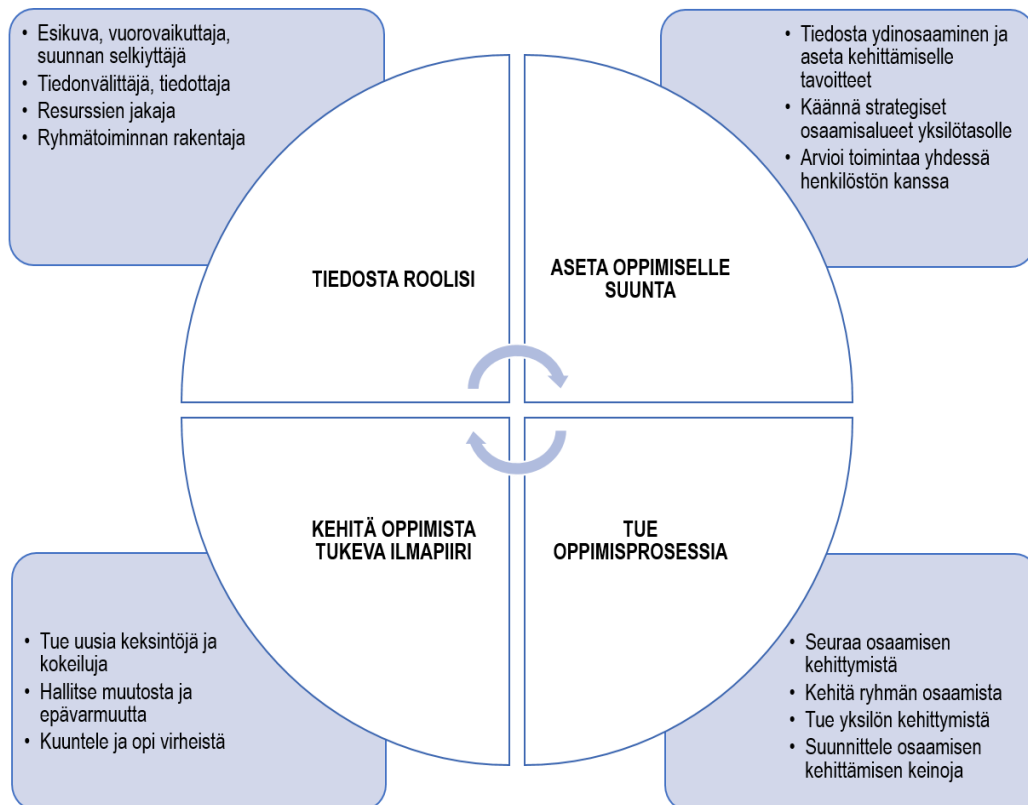 • Esikuva, vuorovaikuttaja,
suunnan selkiyttäjä
• Tiedonvälittäjä, tiedottaja
• Resurssien jakaja
• Ryhmätoiminnan rakentaja
• Tiedosta ydinosaaminen ja
aseta kehittämiselle
tavoitteet
• Käännä strategiset
osaamisalueet yksilötasolle
• Arvioi toimintaa yhdessä
henkilöstön kanssa
TIEDOSTA ROOLISI
ASETA OPPIMISELLE
SUUNTA
KEHITÄ OPPIMISTA
TUKEVA ILMAPIIRI
TUE
OPPIMISPROSESSIA
• Tue uusia keksintöjä ja
kokeiluja
• Hallitse muutosta ja
epävarmuutta
• Kuuntele ja opi virheistä
• Seuraa osaamisen
kehittymistä
• Kehitä ryhmän osaamista
• Tue yksilön kehittymistä
• Suunnittele osaamisen
kehittämisen keinoja